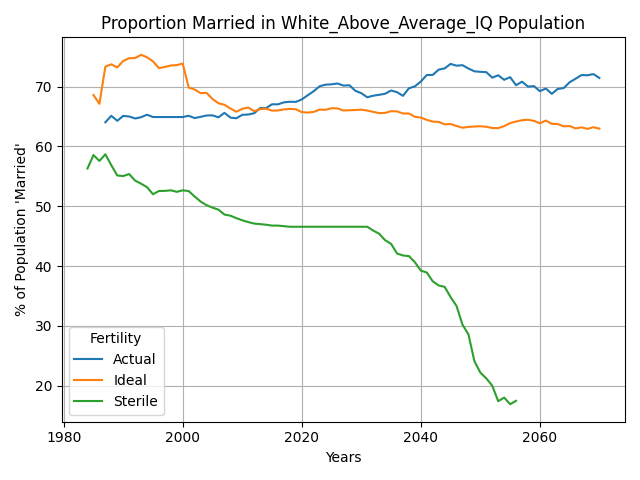 Proportion Married in White_Above_Average_IQ Population
% of Population 'Married'
70
60
50
40
30
20
Fertility
Actual
Ideal
Sterile
1980
2000
2020
2040
2060
Years